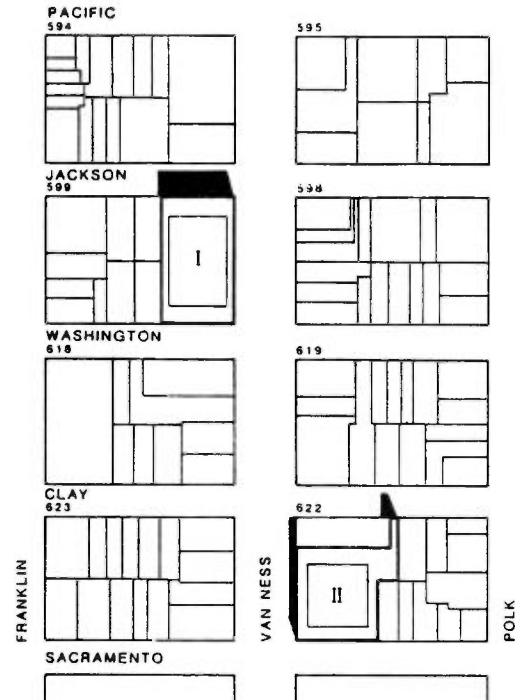 PACIFIC
594
595
JACKSON
599
598
I
WASHINGTON
618
619
CLAY
623
622
II
FRANKLIN
VAN NESS
POLK
SACRAMENTO